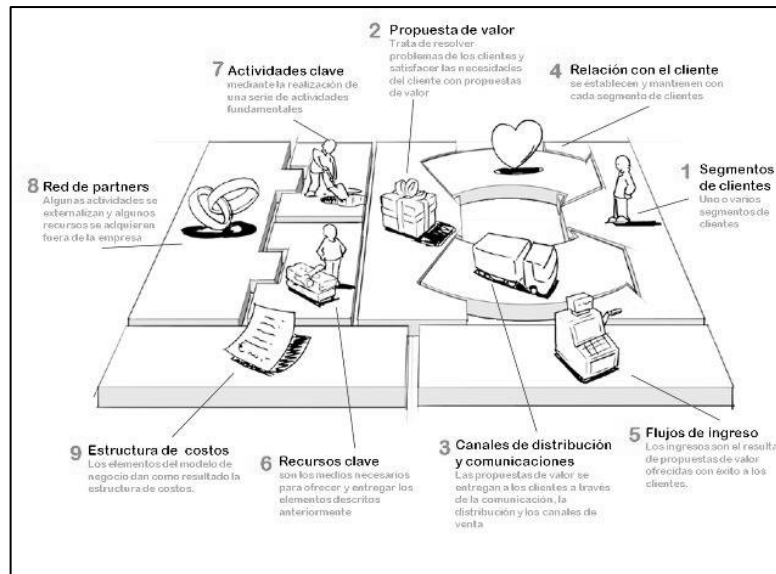 2 Propuesta de valor
Trata de resolver
problemas de los clientes y
satisfacer las necesidades
del cliente con propuestas
de valor
7 Actividades clave
mediante la realización de
una serie de actividades
fundamentales
4 Relación con el cliente
se establecen y mantienen con
cada segmento de clientes
8 Red de partners
Algunas actividades se
externalizan y algunos
recursos se adquieren
fuera de la empresa
1 Segmentos
de clientes
Uno o varios
segmentos de
clientes
9 Estructura de costos
Los elementos del modelo de
negocio dan como resultado la
estructura de costos.
6 Recursos clave
son los medios necesarios
para ofrecer y entregar los
elementos descritos
anteriormente
3 Canales de distribución
y comunicaciones
Las propuestas de valor se
entregan a los clientes a través
de la comunicación, la
distribución y los canales de
venta
5 Flujos de ingreso
Los ingresos son el resulta
de propuestas de valor
ofrecidas con éxito a los
clientes.